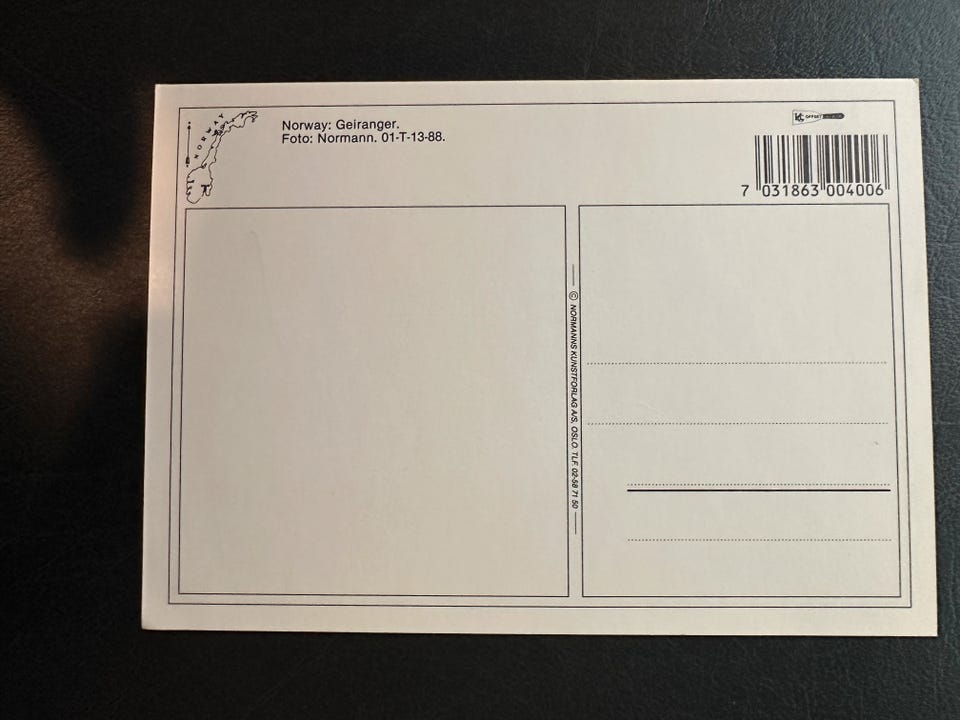 NORWAY
Norway: Geiranger.
Foto: Normann. 01-T-13-88.
OFFSET
7 031863 004006
© NORMANNS KUNSTFORLAG A/S, OSLO. TLF. 02-58 71 50